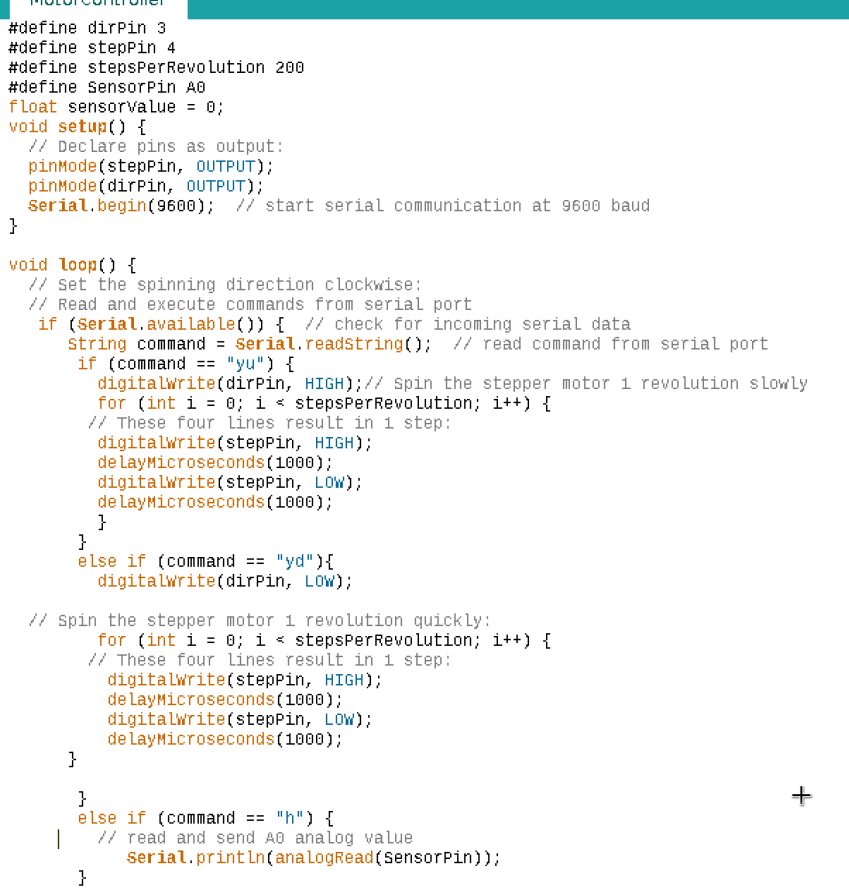 MotorController
#define dirPin 3
#define stepPin 4
#define stepsPerRevolution 200
#define SensorPin A0
float sensorValue = 0;
void setup() {
  // Declare pins as output:
  pinMode(stepPin, OUTPUT);
  pinMode(dirPin, OUTPUT);
  Serial.begin(9600);  // start serial communication at 9600 baud
}

void loop() {
  // Set the spinning direction clockwise:
  // Read and execute commands from serial port
   if (Serial.available()) {  // check for incoming serial data
      String command = Serial.readString();  // read command from serial port
       if (command == "yu") {
         digitalWrite(dirPin, HIGH);// Spin the stepper motor 1 revolution slowly
         for (int i = 0; i < stepsPerRevolution; i++) {
        // These four lines result in 1 step:
         digitalWrite(stepPin, HIGH);
         delayMicroseconds(1000);
         digitalWrite(stepPin, LOW);
         delayMicroseconds(1000);
         }
       }
       else if (command == "yd"){
         digitalWrite(dirPin, LOW);

  // Spin the stepper motor 1 revolution quickly:
         for (int i = 0; i < stepsPerRevolution; i++) {
        // These four lines result in 1 step:
          digitalWrite(stepPin, HIGH);
          delayMicroseconds(1000);
          digitalWrite(stepPin, LOW);
          delayMicroseconds(1000);
      }

       }
       else if (command == "h") {
         // read and send A0 analog value
            Serial.println(analogRead(SensorPin));
       }